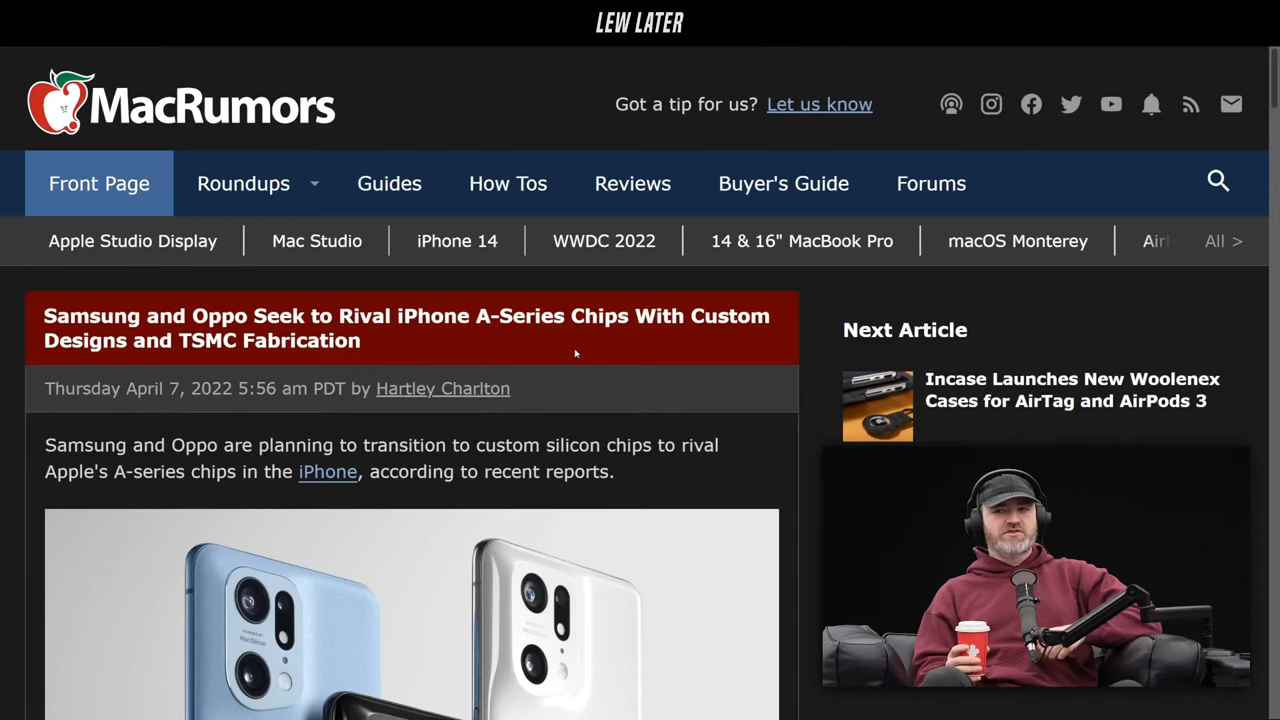 LEW LATER
MacRumors
Got a tip for us? Let us know
Front Page
Roundups
Guides
How Tos
Reviews
Buyer's Guide
Forums
Apple Studio Display
Mac Studio
iPhone 14
WWDC 2022
14 & 16" MacBook Pro
macOS Monterey
All >
Samsung and Oppo Seek to Rival iPhone A-Series Chips With Custom
Designs and TSMC Fabrication
Thursday April 7, 2022 5:56 am PDT by Hartley Charlton
Samsung and Oppo are planning to transition to custom silicon chips to rival
Apple's A-series chips in the iPhone, according to recent reports.
Next Article
Incase Launches New Woolenex
Cases for AirTag and AirPods 3